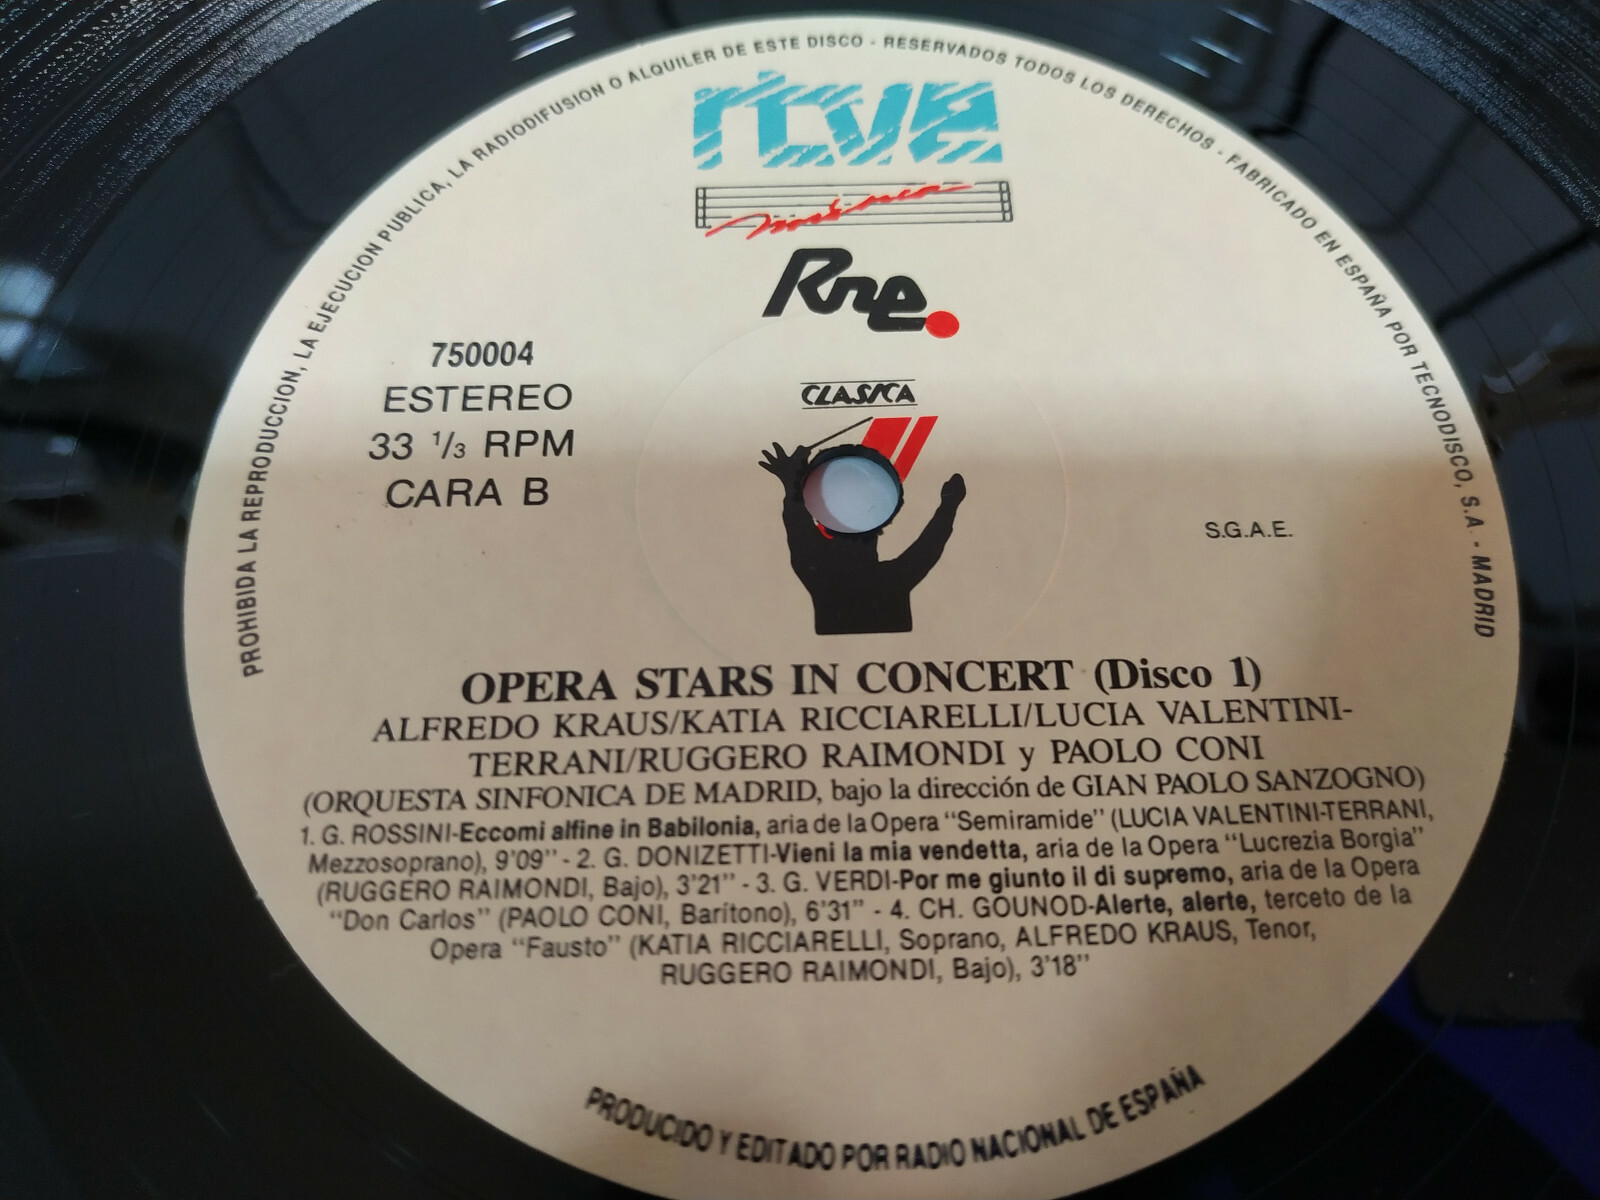 PROHIBIDA LA REPRODUCCION, LA EJECUCION PUBLICA, LA RADIODIFUSION O ALQUILER DE ESTE DISCO - RESERVADOS TODOS LOS DERECHOS - FABRICADO EN ESPAÑA POR TECNODISCO, S.A. - MADRID
rtve
música
Rne.
CLASICA
750004
ESTEREO
33 1/3 RPM
CARA B
S.G.A.E.
OPERA STARS IN CONCERT (Disco 1)
ALFREDO KRAUS/KATIA RICCIARELLI/LUCIA VALENTINI-
TERRANI/RUGGERO RAIMONDI y PAOLO CONI
(ORQUESTA SINFONICA DE MADRID, bajo la dirección de GIAN PAOLO SANZOGNO)
1. G. ROSSINI-Eccomi alfine in Babilonia, aria de la Opera "Semiramide" (LUCIA VALENTINI-TERRANI,
Mezzosoprano), 9'09" - 2. G. DONIZETTI-Vieni la mia vendetta, aria de la Opera "Lucrezia Borgia"
(RUGGERO RAIMONDI, Bajo), 3'21" - 3. G. VERDI-Por me giunto il di supremo, aria de la Opera
"Don Carlos" (PAOLO CONI, Barítono), 6'31" - 4. CH. GOUNOD-Alerte, alerte, terceto de la
Opera "Fausto" (KATIA RICCIARELLI, Soprano, ALFREDO KRAUS, Tenor,
RUGGERO RAIMONDI, Bajo), 3'18"
PRODUCIDO Y EDITADO POR RADIO NACIONAL DE ESPAÑA